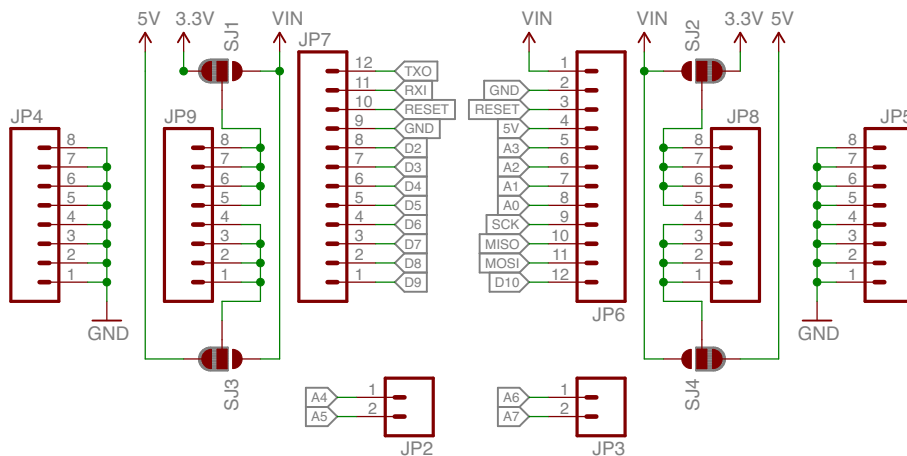 5V 3.3V SJ1 VIN JP7 VIN VIN SJ2 3.3V 5V
12 TXO 1
11 RXI GND 2
10 RESET RESET 3
JP4 JP9 9 GND 5V 4 JP8 JP5
8 8 8 D2 A3 5 8 8
7 7 7 D3 A2 6 7 7
6 6 6 D4 A1 7 6 6
5 5 5 D5 A0 8 5 5
4 4 4 D6 SCK 9 4 4
3 3 3 D7 MISO 10 3 3
2 2 2 D8 MOSI 11 2 2
1 1 1 D9 D10 12 1 1
GND JP6 GND
SJ3 SJ4
A4 1 A6 1
A5 2 A7 2
JP2 JP3